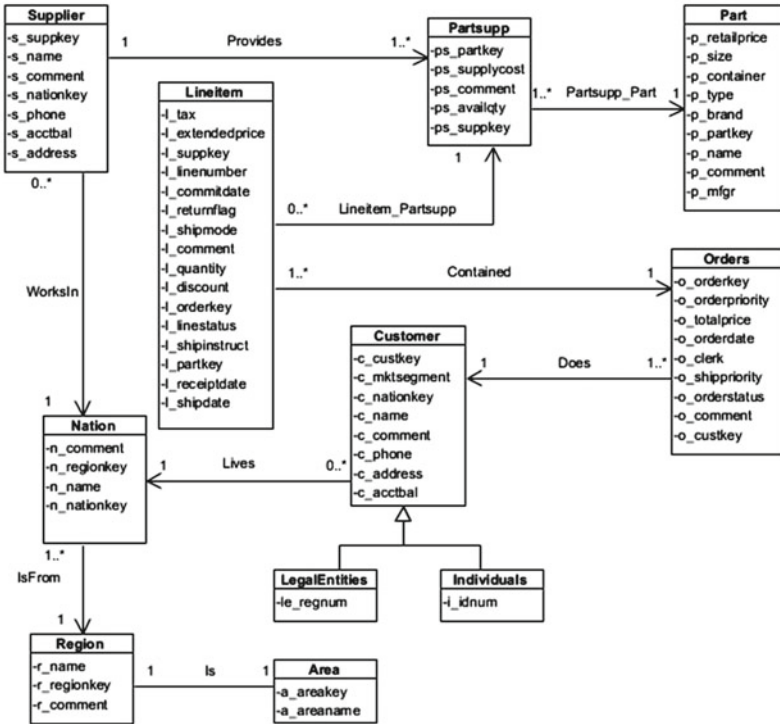 Supplier
-s_suppkey
-s_name
-s_comment
-s_nationkey
-s_phone
-s_acctbal
-s_address
1
Provides
1..*
Partsupp
-ps_partkey
-ps_supplycost
-ps_comment
-ps_availqty
-ps_suppkey
1..*
Partsupp_Part
1
Part
-p_retailprice
-p_size
-p_container
-p_type
-p_brand
-p_partkey
-p_name
-p_comment
-p_mfgr
Lineitem
-l_tax
-l_extendedprice
-l_suppkey
-l_linenumber
-l_commitdate
-l_returnflag
-l_shipmode
-l_comment
-l_quantity
-l_discount
-l_orderkey
-l_linestatus
-l_shipinstruct
-l_partkey
-l_receiptdate
-l_shipdate
1
0..*
Lineitem_Partsupp
1..*
Contained
1
Orders
-o_orderkey
-o_orderpriority
-o_totalprice
-o_orderdate
-o_clerk
-o_shippriority
-o_orderstatus
-o_comment
-o_custkey
0..*
WorksIn
1
Customer
-c_custkey
-c_mktsegment
-c_nationkey
-c_name
-c_comment
-c_phone
-c_address
-c_acctbal
1
Does
1..*
Nation
-n_comment
-n_regionkey
-n_name
-n_nationkey
1
Lives
0..*
1..*
IsFrom
1
LegalEntities
-le_regnum
Individuals
-i_idnum
Region
-r_name
-r_regionkey
-r_comment
1
Is
1
Area
-a_areakey
-a_areaname